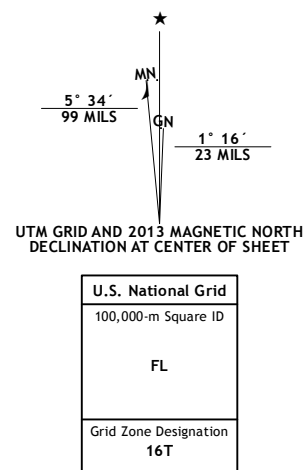 ★
MN
5° 34´
99 MILS
GN
1° 16´
23 MILS
UTM GRID AND 2013 MAGNETIC NORTH
DECLINATION AT CENTER OF SHEET
U.S. National Grid
100,000-m Square ID
FL
Grid Zone Designation
16T